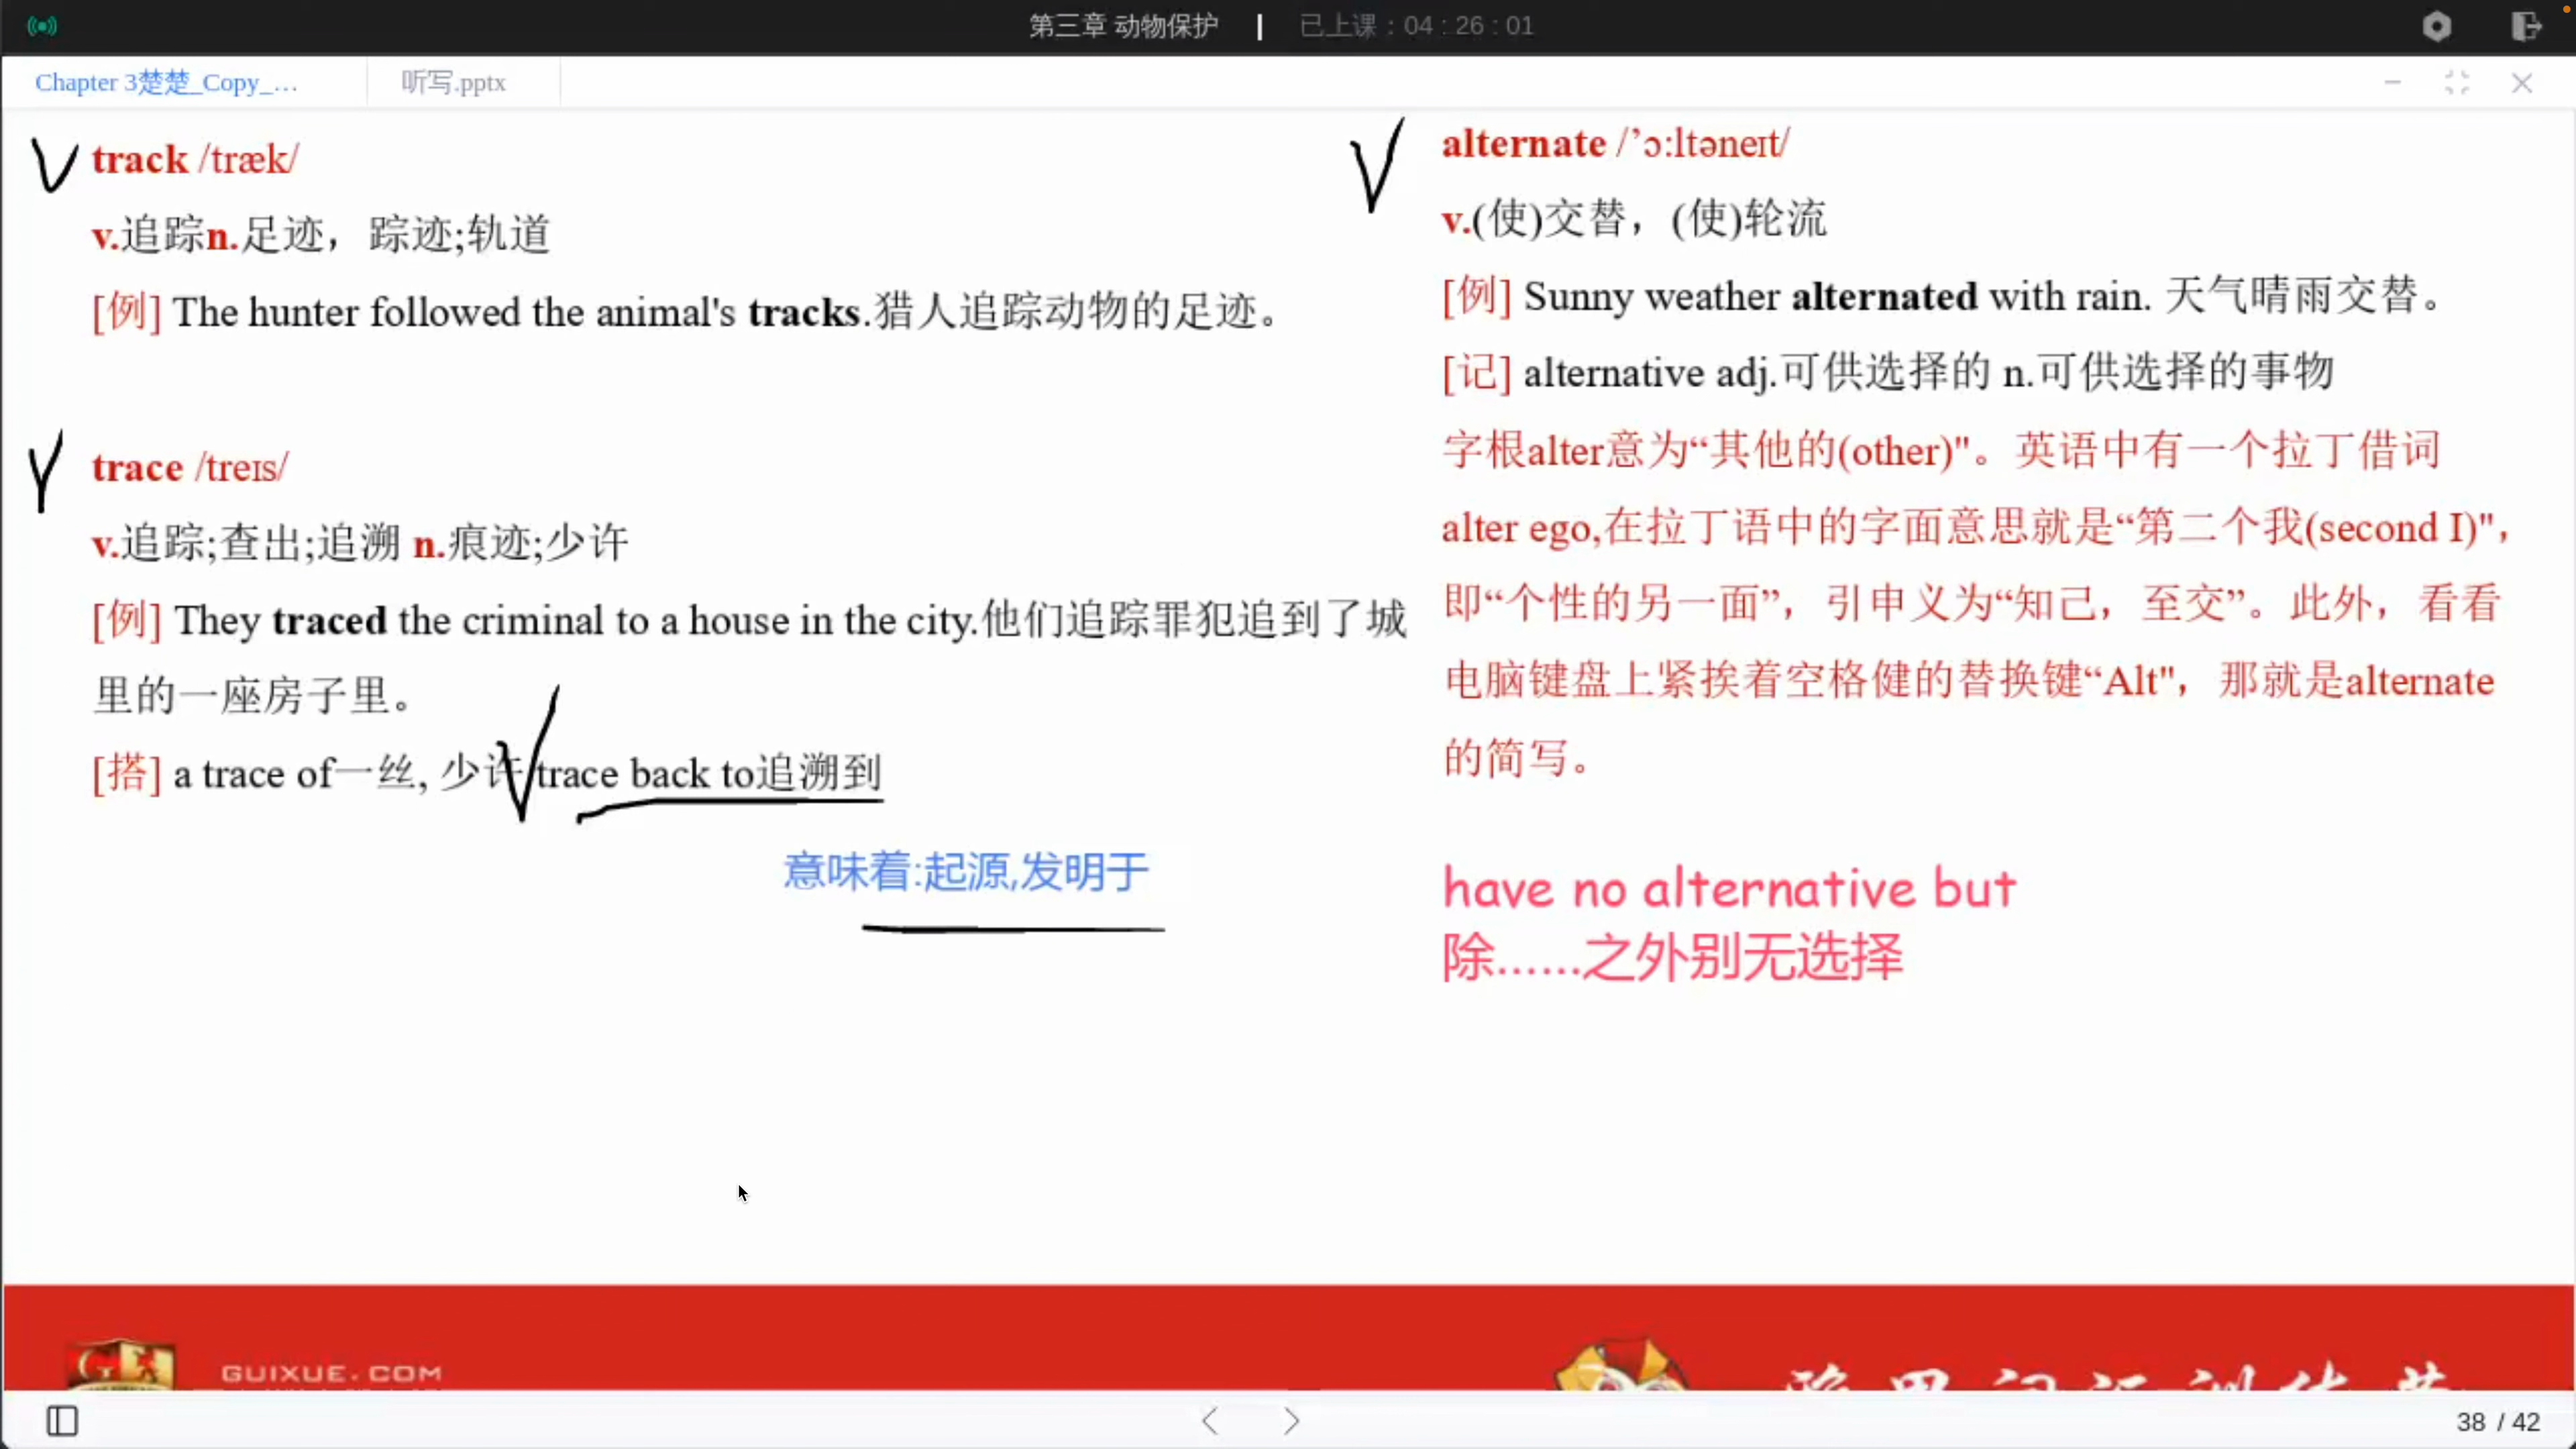 第三章 动物保护 | 已上课：04 : 26 : 01
Chapter 3楚楚_Copy_… 听写.pptx
track /træk/
v.追踪n.足迹，踪迹;轨道
[例] The hunter followed the animal's tracks.猎人追踪动物的足迹。
trace /treɪs/
v.追踪;查出;追溯 n.痕迹;少许
[例] They traced the criminal to a house in the city.他们追踪罪犯追到了城
里的一座房子里。
[搭] a trace of一丝, 少许 trace back to追溯到
意味着:起源,发明于
alternate /’ɔ:ltəneɪt/
v.(使)交替，(使)轮流
[例] Sunny weather alternated with rain. 天气晴雨交替。
[记] alternative adj.可供选择的 n.可供选择的事物
字根alter意为“其他的(other)"。英语中有一个拉丁借词
alter ego,在拉丁语中的字面意思就是“第二个我(second I)"，
即“个性的另一面”，引申义为“知己，至交”。此外，看看
电脑键盘上紧挨着空格健的替换键“Alt"，那就是alternate
的简写。
have no alternative but
除……之外别无选择
GUIXUE.COM
38 / 42